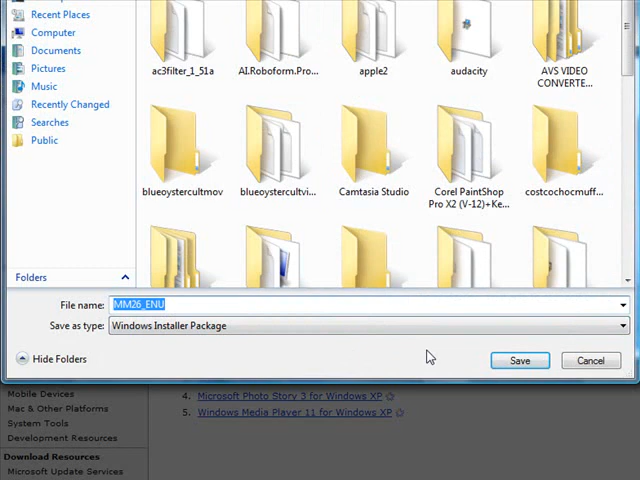 Recent Places
Computer
Documents
Pictures
Music
Recently Changed
Searches
Public
ac3filter_1_51a
AI.Roboform.Pro...
apple2
audacity
AVS VIDEO
CONVERTE...
blueoystercultmov
blueoystercultvi...
Camtasia Studio
Corel PaintShop
Pro X2 (V-12)+Ke...
costcochocmuff...
Folders
File name: MM26_ENU
Save as type: Windows Installer Package
Hide Folders
Save
Cancel
Mobile Devices
Mac & Other Platforms
System Tools
Development Resources
Download Resources
Microsoft Update Services
4. Microsoft Photo Story 3 for Windows XP
5. Windows Media Player 11 for Windows XP